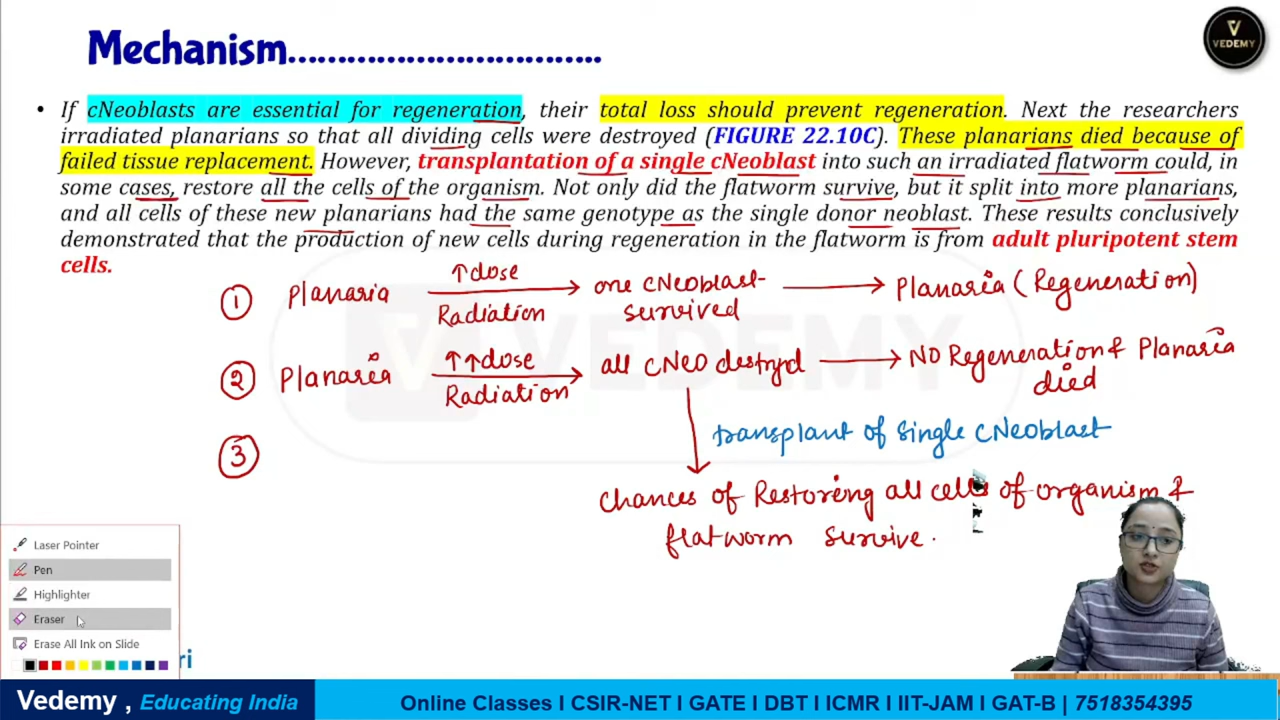 Mechanism................................
VEDEMY
• If cNeoblasts are essential for regeneration, their total loss should prevent regeneration. Next the researchers
irradiated planarians so that all dividing cells were destroyed (FIGURE 22.10C). These planarians died because of
failed tissue replacement. However, transplantation of a single cNeoblast into such an irradiated flatworm could, in
some cases, restore all the cells of the organism. Not only did the flatworm survive, but it split into more planarians,
and all cells of these new planarians had the same genotype as the single donor neoblast. These results conclusively
demonstrated that the production of new cells during regeneration in the flatworm is from adult pluripotent stem
cells.
① Planaria ↑dose Radiation one cNeoblast survived Planaria (Regeneration)
② Planaria ↑↑dose Radiation all CNEO destryd NO Regeneration & Planaria died
transplant of single cNeoblast
③
Chances of Restoring all cells of organism &
flatworm survive.
VEDEMY
Laser Pointer
Pen
Highlighter
Eraser
Erase All Ink on Slide
ri
Vedemy , Educating India
Online Classes I CSIR-NET I GATE I DBT I ICMR I IIT-JAM I GAT-B | 7518354395